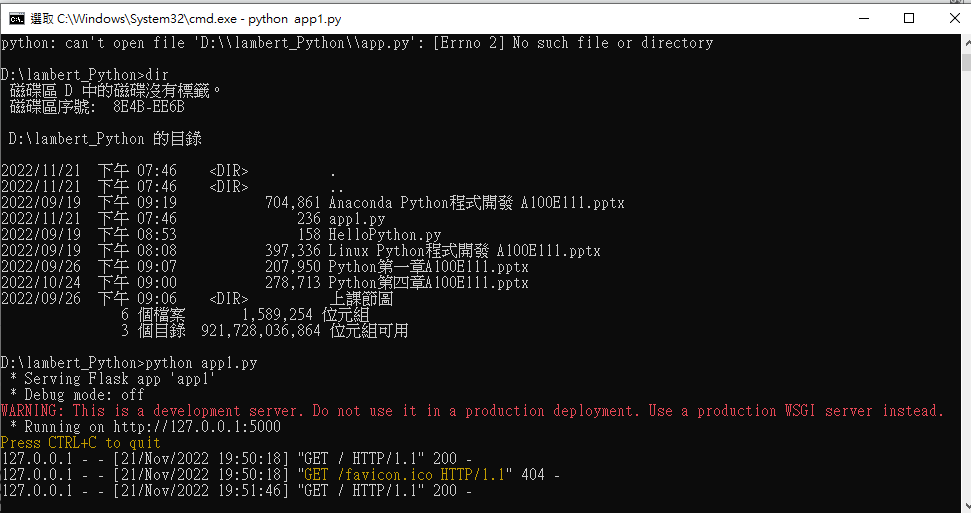 選取 C:\Windows\System32\cmd.exe - python app1.py
python: can't open file 'D:\\lambert_Python\\app.py': [Errno 2] No such file or directory
D:\lambert_Python>dir
磁碟區 D 中的磁碟沒有標籤。
磁碟區序號: 8E4B-EE6B
D:\lambert_Python 的目錄
2022/11/21 下午 07:46 <DIR> .
2022/11/21 下午 07:46 <DIR> ..
2022/09/19 下午 09:19 704,861 Anaconda Python程式開發 A100E111.pptx
2022/11/21 下午 07:46 236 app1.py
2022/09/19 下午 08:53 158 HelloPython.py
2022/09/19 下午 08:08 397,336 Linux Python程式開發 A100E111.pptx
2022/09/26 下午 09:07 207,950 Python第一章A100E111.pptx
2022/10/24 下午 09:00 278,713 Python第四章A100E111.pptx
2022/09/26 下午 09:06 <DIR> 上課節圖
6 個檔案 1,589,254 位元組
3 個目錄 921,728,036,864 位元組可用
D:\lambert_Python>python app1.py
* Serving Flask app 'app1'
* Debug mode: off
WARNING: This is a development server. Do not use it in a production deployment. Use a production WSGI server instead.
* Running on http://127.0.0.1:5000
Press CTRL+C to quit
127.0.0.1 - - [21/Nov/2022 19:50:18] "GET / HTTP/1.1" 200 -
127.0.0.1 - - [21/Nov/2022 19:50:18] "GET /favicon.ico HTTP/1.1" 404 -
127.0.0.1 - - [21/Nov/2022 19:51:46] "GET / HTTP/1.1" 200 -